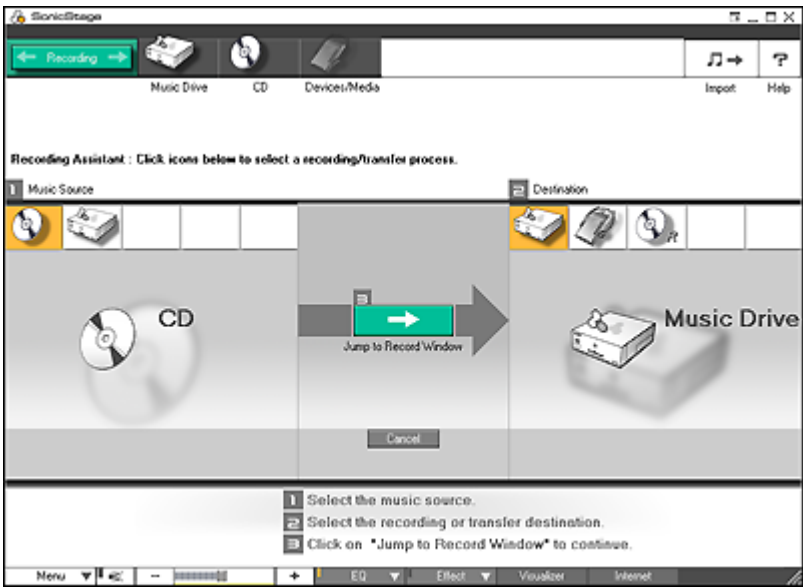 SonicStage
Recording
Music Drive CD Devices/Media Import Help
Recording Assistant : Click icons below to select a recording/transfer process.
1 Music Source
2 Destination
R
CD
3
Jump to Record Window
Music Drive
Cancel
1 Select the music source.
2 Select the recording or transfer destination.
3 Click on "Jump to Record Window" to continue.
Menu - + EQ Effect Visualizer Internet